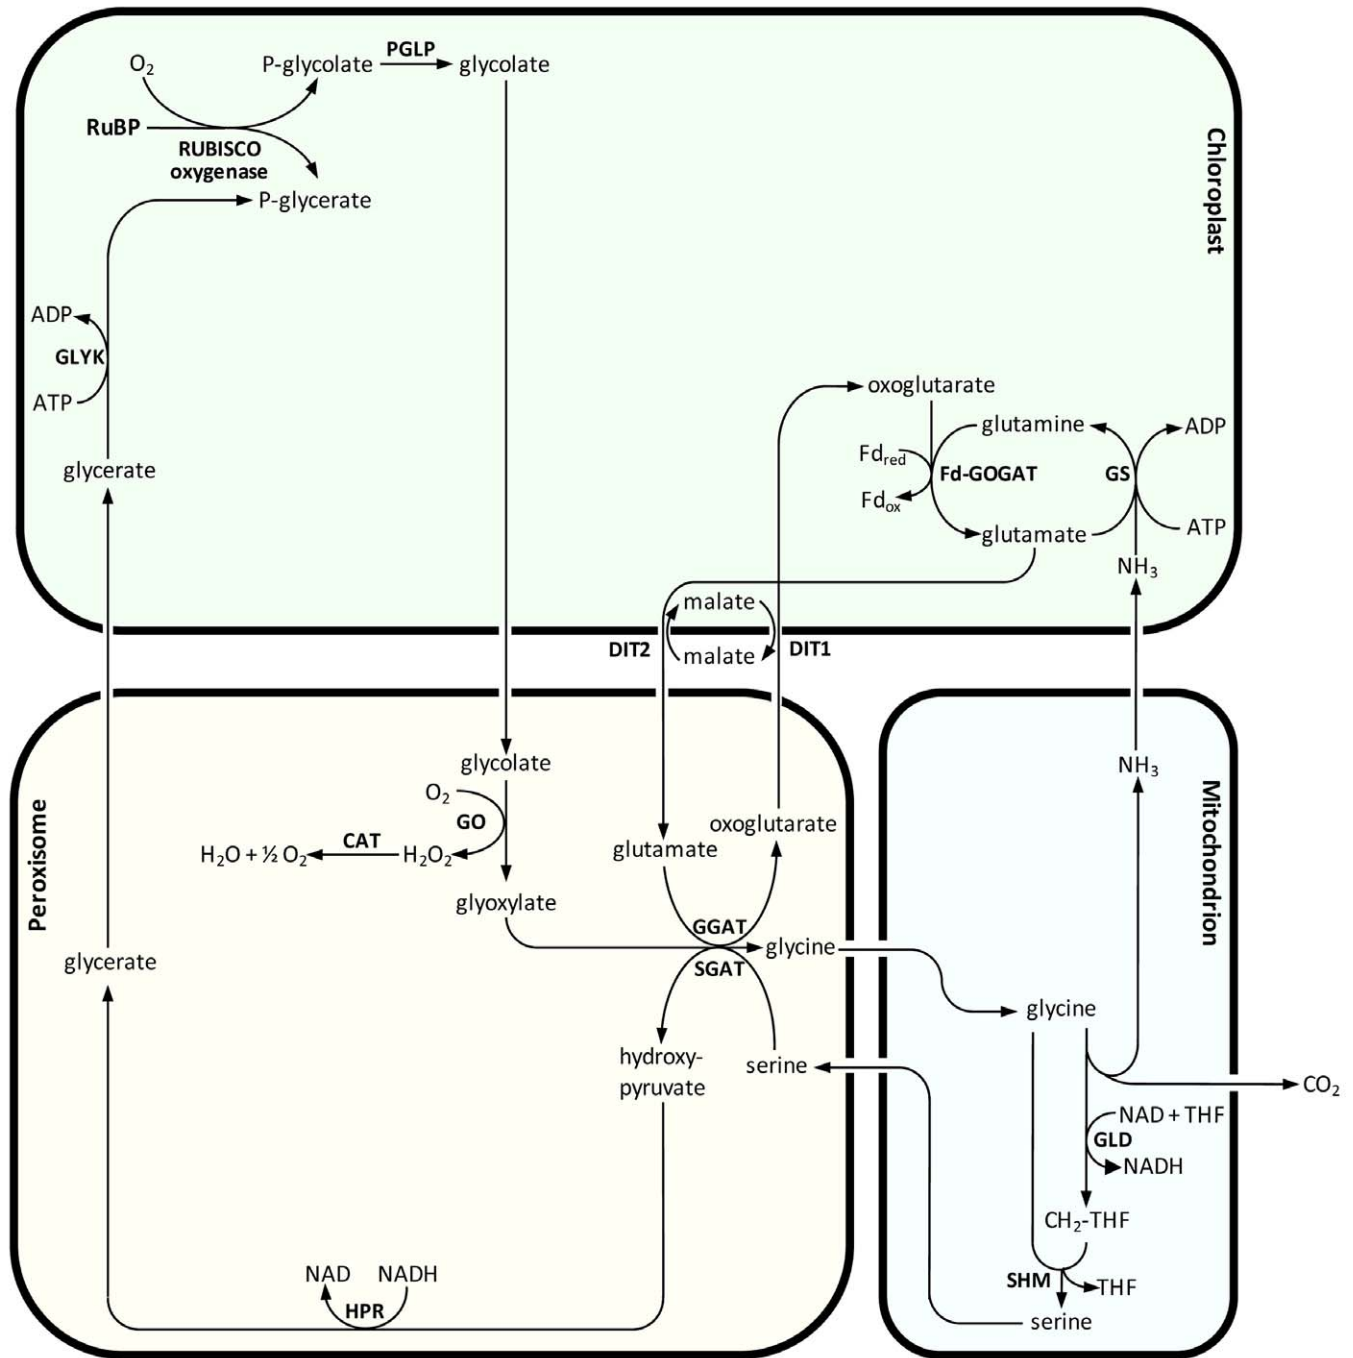 O₂
P-glycolate
PGLP
glycolate
RuBP
RUBISCO
oxygenase
P-glycerate
Chloroplast
ADP
GLYK
ATP
glycerate
oxoglutarate
glutamine
ADP
Fd_red
Fd-GOGAT
GS
Fd_ox
glutamate
ATP
NH₃
malate
DIT2
malate
DIT1
Peroxisome
glycolate
O₂
GO
CAT
H₂O + ½ O₂
H₂O₂
glyoxylate
glutamate
oxoglutarate
GGAT
SGAT
glycine
glycerate
hydroxy-
pyruvate
serine
NAD
NADH
HPR
Mitochondrion
NH₃
glycine
CO₂
NAD + THF
GLD
NADH
CH₂-THF
SHM
THF
serine